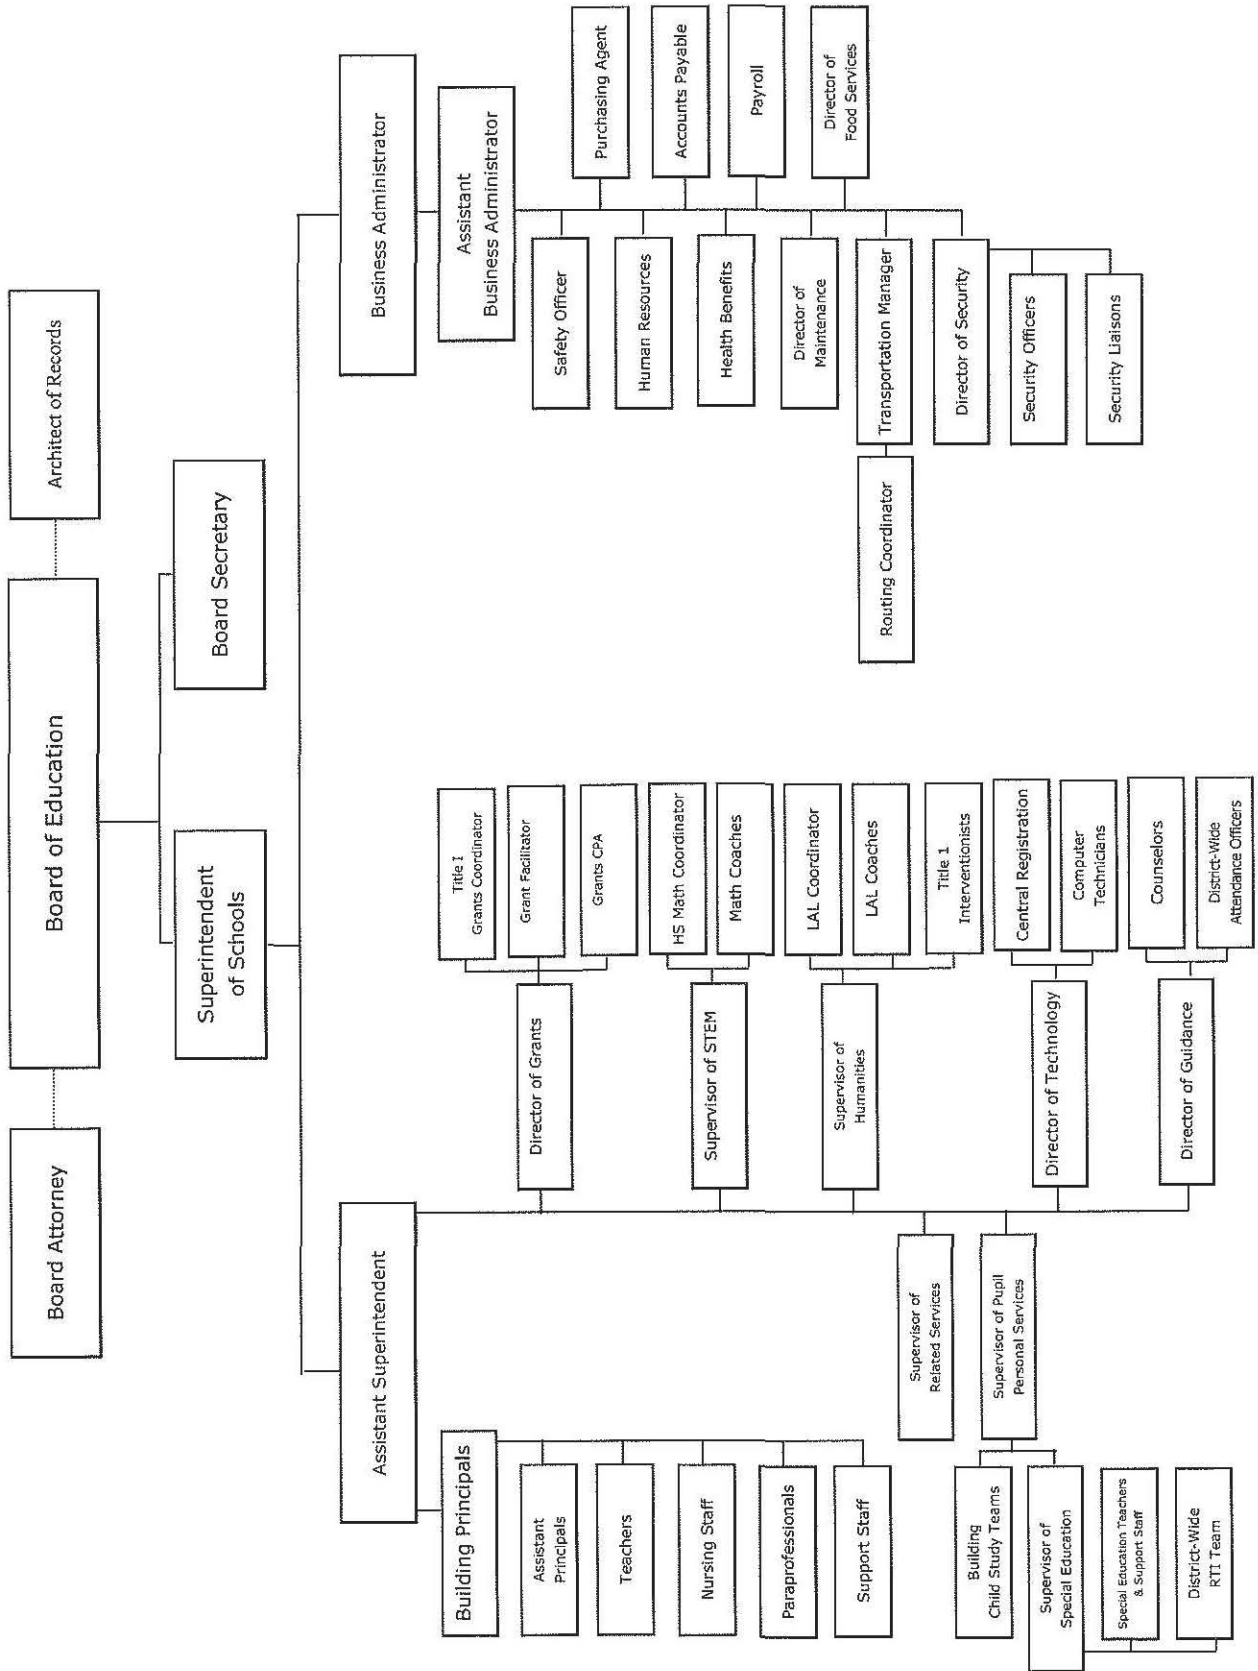 Board Attorney
Board of Education
Architect of Records
Superintendent
of Schools
Board Secretary
Assistant Superintendent
Business Administrator
Building Principals
Assistant
Principals
Teachers
Nursing Staff
Paraprofessionals
Support Staff
Supervisor of
Related Services
Supervisor of Pupil
Personal Services
Building
Child Study Teams
Supervisor of
Special Education
Special Education Teachers
& Support Staff
District-Wide
RTI Team
Director of Grants
Title I
Grants Coordinator
Grant Facilitator
Grants CPA
Supervisor of STEM
HS Math Coordinator
Math Coaches
Supervisor of
Humanities
LAL Coordinator
LAL Coaches
Title 1
Interventionists
Director of Technology
Central Registration
Computer
Technicians
Director of Guidance
Counselors
District-Wide
Attendance Officers
Assistant
Business Administrator
Safety Officer
Purchasing Agent
Human Resources
Accounts Payable
Health Benefits
Payroll
Director of
Maintenance
Director of
Food Services
Routing Coordinator
Transportation Manager
Director of Security
Security Officers
Security Liaisons